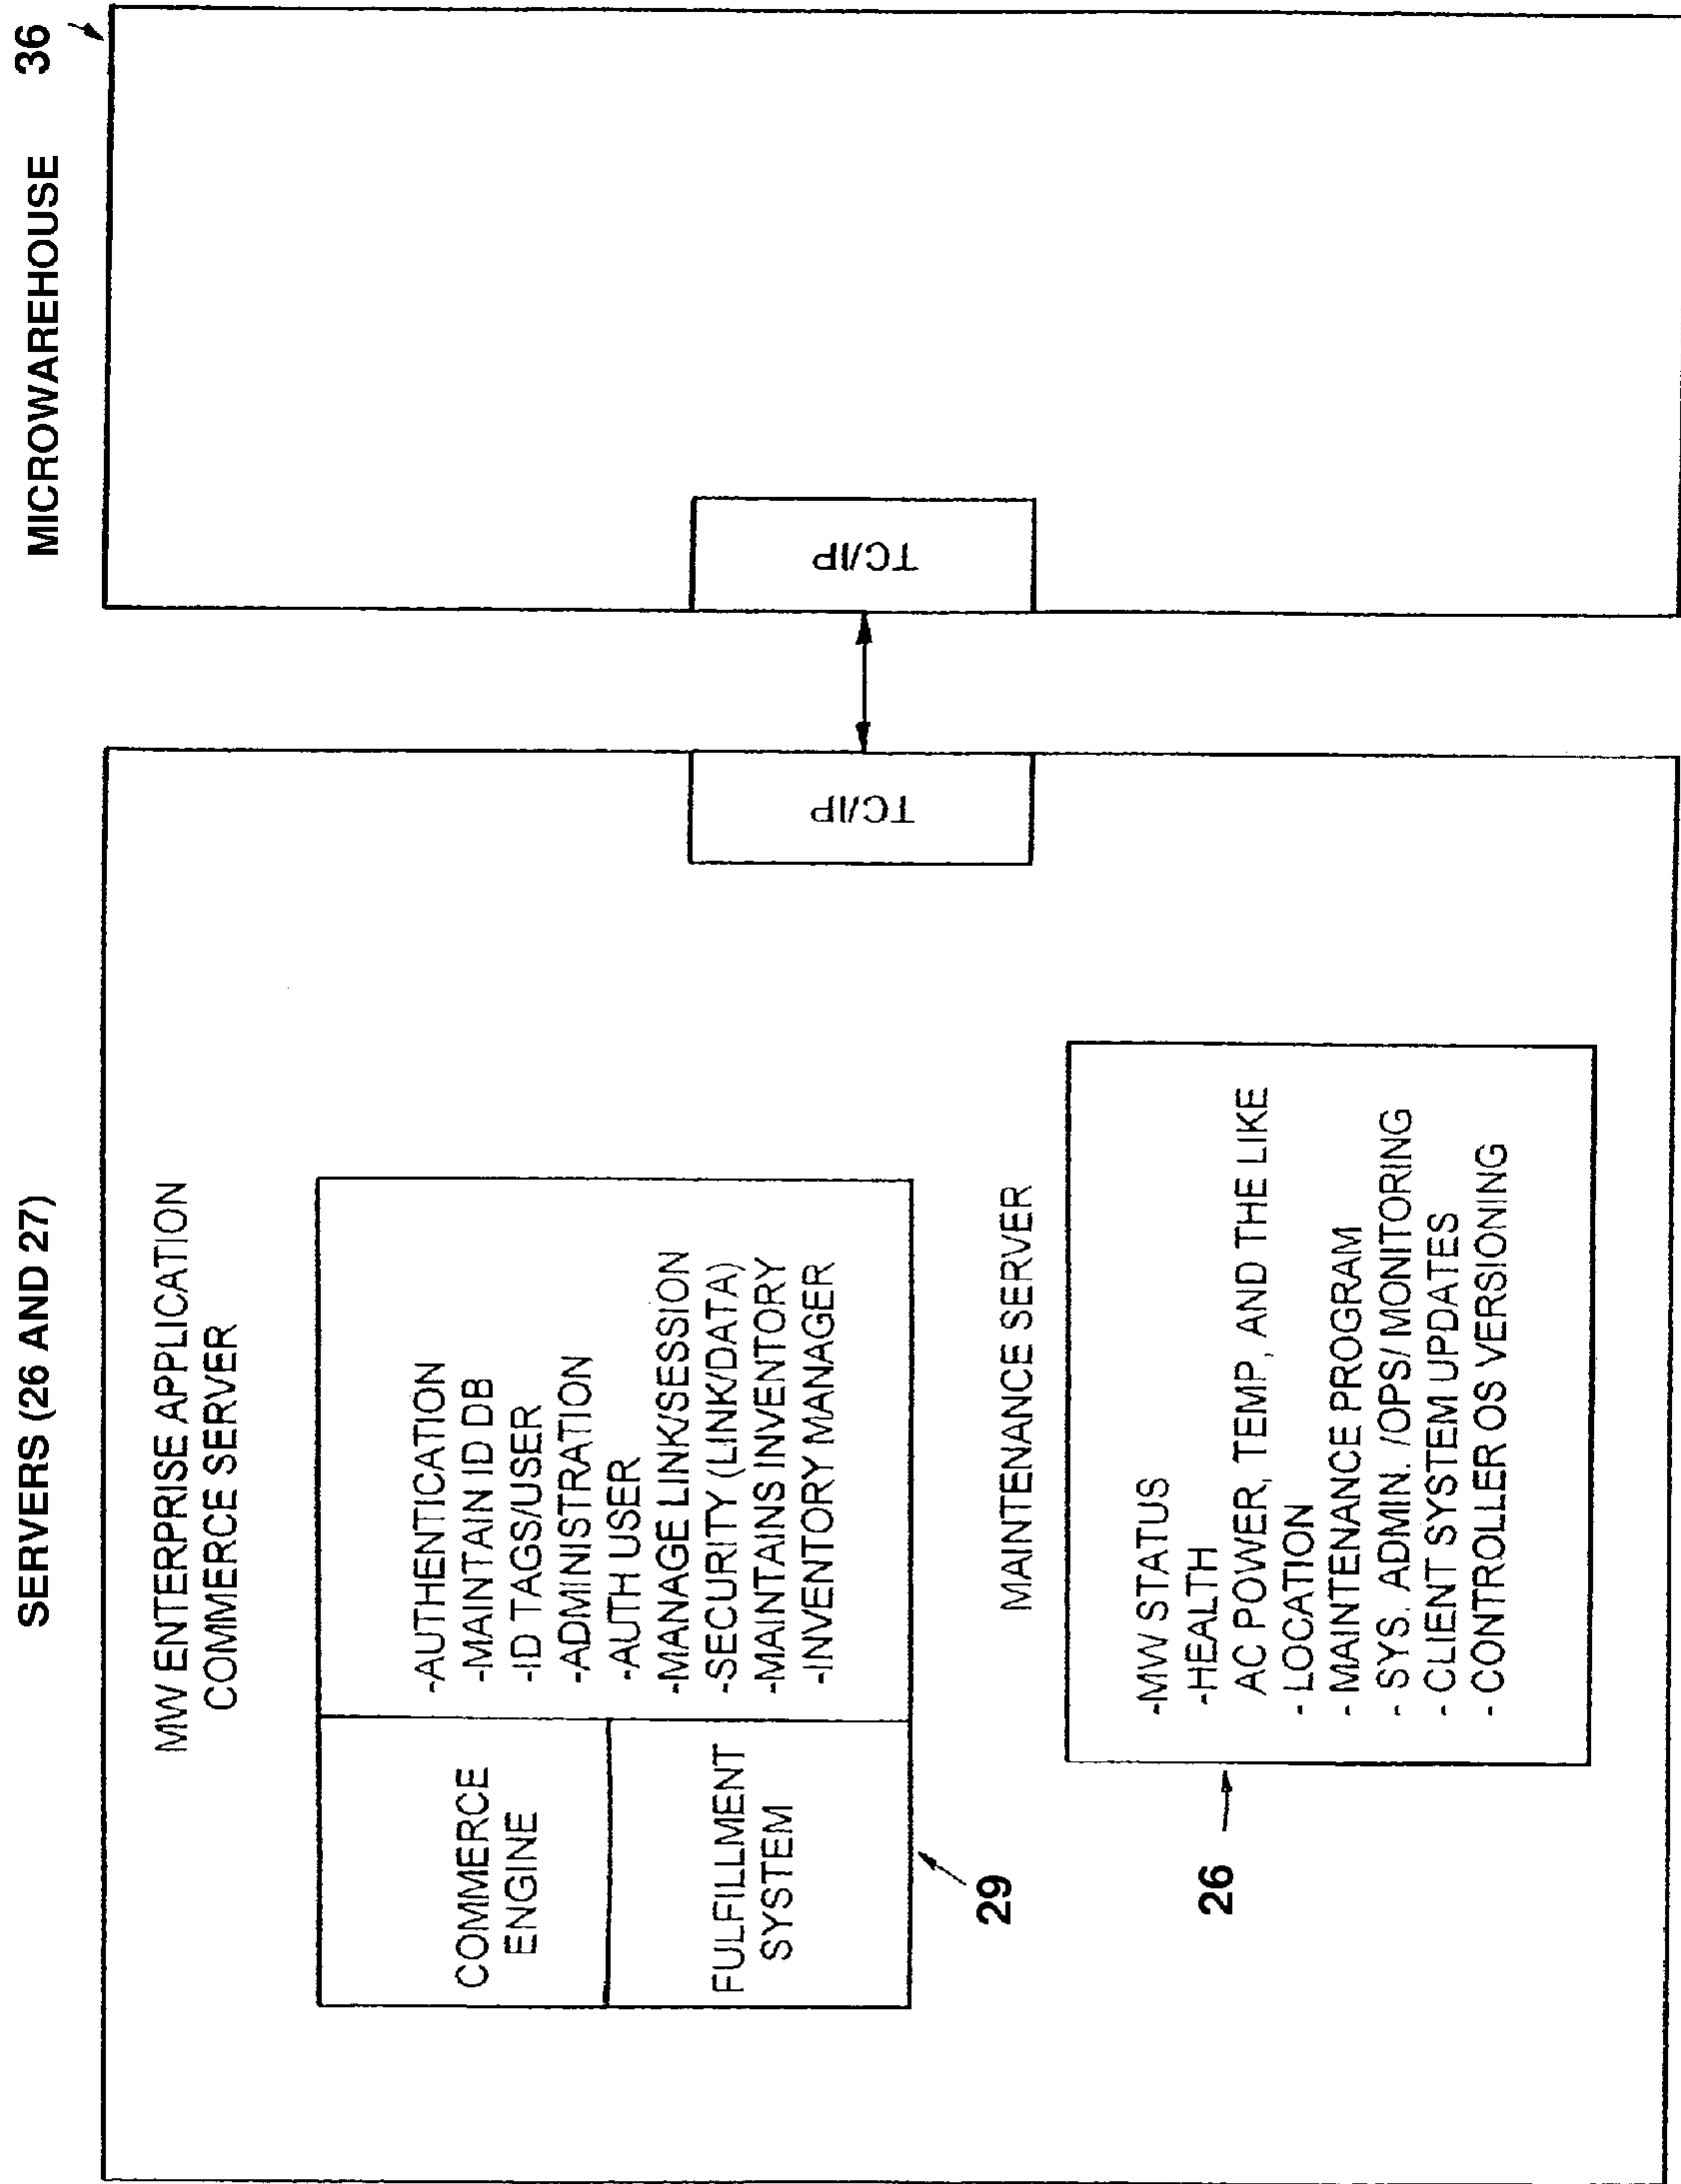 SERVERS (26 AND 27)
MICROWAREHOUSE 36
MW ENTERPRISE APPLICATION
COMMERCE SERVER
COMMERCE
ENGINE
FULFILLMENT
SYSTEM
-AUTHENTICATION
-MAINTAIN ID DB
-ID TAGS/USER
-ADMINISTRATION
-AUTH USER
-MANAGE LINK/SESSION
-SECURITY (LINK/DATA)
-MAINTAINS INVENTORY
-INVENTORY MANAGER
29
MAINTENANCE SERVER
-MW STATUS
-HEALTH
AC POWER, TEMP, AND THE LIKE
- LOCATION
- MAINTENANCE PROGRAM
- SYS. ADMIN. /OPS/ MONITORING
- CLIENT SYSTEM UPDATES
- CONTROLLER OS VERSIONING
26
TC/IP
TC/IP